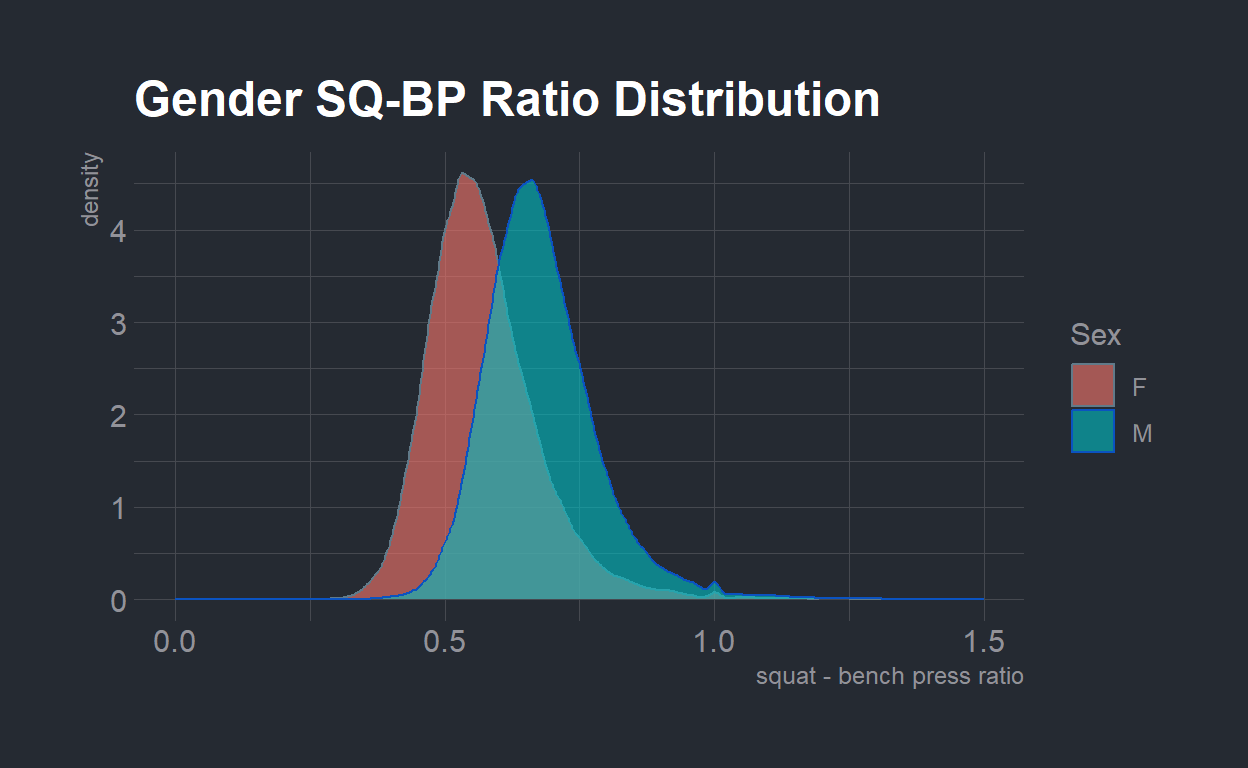 Gender SQ-BP Ratio Distribution
density
4
3
2
1
0
0.0 0.5 1.0 1.5
squat - bench press ratio
Sex
F
M